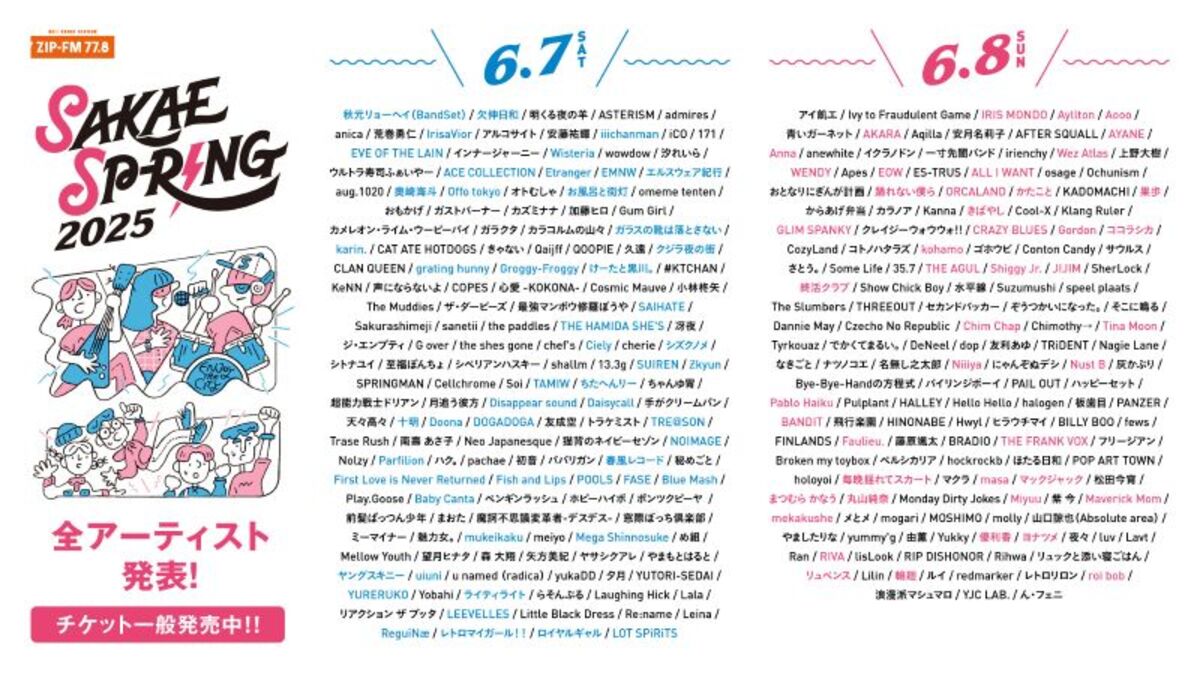 ZIP-FM 77.8
SAKAE
SP-RING
2025
全アーティスト
発表!
チケット一般発売中!!
6.7 SAT
秋元リョーヘイ(BandSet) / 欠伸日和 / 明くる夜の羊 / ASTERISM / admires /
anica / 荒巻勇仁 / IrisaVior / アルコサイト / 安藤祐輝 / iiichanman / iCO / 171 /
EVE OF THE LAIN / インナージャーニー / Wisteria / wowdow / 汐れいら /
ウルトラ寿司ふぁいやー / ACE COLLECTION / Etranger / EMNW / エルスウェア紀行 /
aug.1020 / 奥崎海斗 / Offo tokyo / オトむしゃ / お風呂と街灯 / omeme tenten /
おもかげ / ガストバーナー / カズミナナ / 加藤ヒロ / Gum Girl /
カメレオン・ライム・ウーピーパイ / ガラクタ / カラコルムの山々 / ガラスの靴は落とさない /
karin. / CAT ATE HOTDOGS / きゃない / Qaijff / QOOPIE / 久遠 / クジラ夜の街 /
CLAN QUEEN / grating hunny / Groggy-Froggy / けーたと黒川。 / #KTCHAN /
KeNN / 声にならないよ / COPES / 心愛 -KOKONA- / Cosmic Mauve / 小林柊矢 /
The Muddies / ザ・ダービーズ / 最強マンボウ修羅ぼうや / SAIHATE /
Sakurashimeji / sanetii / the paddles / THE HAMIDA SHE'S / 冴夜 /
ジ・エンプティ / G over / the shes gone / chef's / Ciely / cherie / シズクノメ /
シトナユイ / 至福ぽんちょ / シベリアンハスキー / shallm / 13.3g / SUIREN / Zkyun /
SPRINGMAN / Cellchrome / Soi / TAMIW / ちたへんりー / ちゃんゆ胃 /
超能力戦士ドリアン / 月追う彼方 / Disappear sound / Daisycall / 手がクリームパン /
天々高々 / 十明 / Doona / DOGADOGA / 友成堂 / トラケミスト / TRE@SON /
Trase Rush / 南壽 あさ子 / Neo Japanesque / 猫背のネイビーセゾン / NOIMAGE /
Nolzy / Parfilion / ハク。 / pachae / 初音 / ババリガン / 春風レコード / 秘めごと /
First Love is Never Returned / Fish and Lips / POOLS / FASE / Blue Mash /
Play.Goose / Baby Canta / ペンギンラッシュ / ホビーハイボ / ポンツクピーヤ /
前髪ぱっつん少年 / まおた / 魔訶不思議変革者-デスデス- / 窓際ぼっち倶楽部 /
ミーマイナー / 魅力女。 / mukeikaku / meiyo / Mega Shinnosuke / め組 /
Mellow Youth / 望月ヒナタ / 森 大翔 / 矢方美紀 / ヤサシクアレ / やまもとはると /
ヤングスキニー / uiuni / u named (radica) / yukaDD / 夕月 / YUTORI-SEDAI /
YURERUKO / Yobahi / ライティライト / らそんぶる / Laughing Hick / Lala /
リアクション ザ ブッタ / LEEVELLES / Little Black Dress / Re:name / Leina /
ReguiNæ / レトロマイガール!! / ロイヤルギャル / LOT SPiRiTS
6.8 SUN
アイ凱エ / Ivy to Fraudulent Game / IRIS MONDO / Ayllton / Aooo /
青いガーネット / AKARA / Aqilla / 安月名莉子 / AFTER SQUALL / AYANE /
Anna / anewhite / イクラノドン / 一寸先闇バンド / irienchy / Wez Atlas / 上野大樹 /
WENDY / Apes / EOW / ES-TRUS / ALL I WANT / osage / Ochunism /
おとなりにぎんが計画 / 踊れない僕ら / ORCALAND / かたこと / KADOMACHI / 果歩 /
からあげ弁当 / カラノア / Kanna / きばやし / Cool-X / Klang Ruler /
GLIM SPANKY / クレイジーウォウウォ!! / CRAZY BLUES / Gordon / ココラシカ /
CozyLand / コトノハタラズ / kohamo / ゴホウビ / Conton Candy / サウルス /
さとう。 / Some Life / 35.7 / THE AGUL / Shiggy Jr. / JIJIM / SherLock /
終活クラブ / Show Chick Boy / 水平線 / Suzumushi / speel plaats /
The Slumbers / THREEOUT / セカンドバッカー / ぞうつかいになった。 / そこに鳴る /
Dannie May / Czecho No Republic / Chim Chap / Chimothy→ / Tina Moon /
Tyrkouaz / でかくてまるい。 / DeNeel / dop / 友利あゆ / TRiDENT / Nagie Lane /
なきごと / ナツノコエ / 名無し之太郎 / Niiiya / にゃんぞぬデシ / Nust B / 灰かぶり /
Bye-Bye-Handの方程式 / バイリンジボーイ / PAIL OUT / ハッピーセット /
Pablo Haiku / Pulplant / HALLEY / Hello Hello / halogen / 板歯目 / PANZER /
BANDIT / 飛行楽園 / HINONABE / Hwyl / ヒラウチマイ / BILLY BOO / fews /
FINLANDS / Faulieu. / 藤原颯太 / BRADIO / THE FRANK VOX / フリージアン /
Broken my toybox / ペルシカリア / hockrockb / ほたる日和 / POP ART TOWN /
holoyoi / 毎晩揺れてスカート / マクラ / masa / マックジャック / 松田今宵 /
まつむら かなう / 丸山純奈 / Monday Dirty Jokes / Miyuu / 紫 今 / Maverick Mom /
mekakushe / メとメ / mogari / MOSHIMO / molly / 山口諒也(Absolute area) /
やましたりな / yummy'g / 由薫 / Yukky / 優利香 / ヨナツメ / 夜々 / luv / Lavt /
Ran / RIVA / lisLook / RIP DISHONOR / Rihwa / リュックと添い寝ごはん /
リュベンス / Lilin / 輪廻 / ルイ / redmarker / レトロリロン / roi bob /
浪漫派マシュマロ / YJC LAB. / ん・フェニ